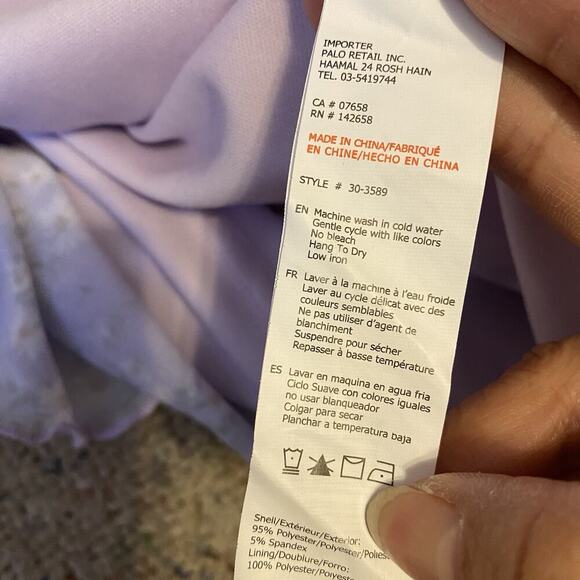 IMPORTER
PALO RETAIL INC.
HAAMAL 24 ROSH HAIN
TEL. 03-5419744
CA # 07658
RN # 142658
MADE IN CHINA/FABRIQUÉ
EN CHINE/HECHO EN CHINA
STYLE # 30-3589
EN Machine wash in cold water
Gentle cycle with like colors
No bleach
Hang To Dry
Low iron
FR Laver à la machine à l'eau froide
Laver au cycle délicat avec des
couleurs semblables
Ne pas utiliser d'agent de
blanchiment
Suspendre pour sécher
Repasser à basse température
ES Lavar en maquina en agua fria
Ciclo Suave con colores iguales
no usar blanqueador
Colgar para secar
Planchar a temperatura baja
Shell/Extérieur/Exterior:
95% Polyester/Polyester/
5% Spandex
Lining/Doublure/Forro:
100% Polyester/Polyester/